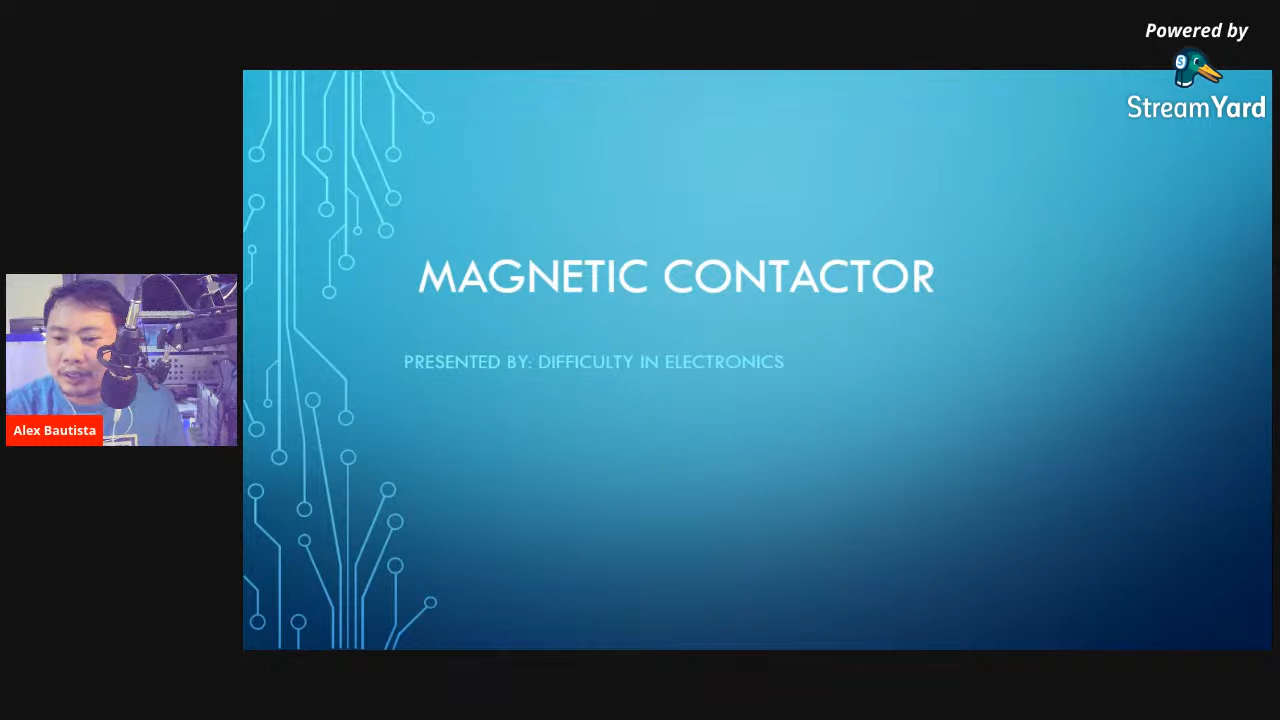 Powered by
StreamYard
MAGNETIC CONTACTOR
PRESENTED BY: DIFFICULTY IN ELECTRONICS
Alex Bautista